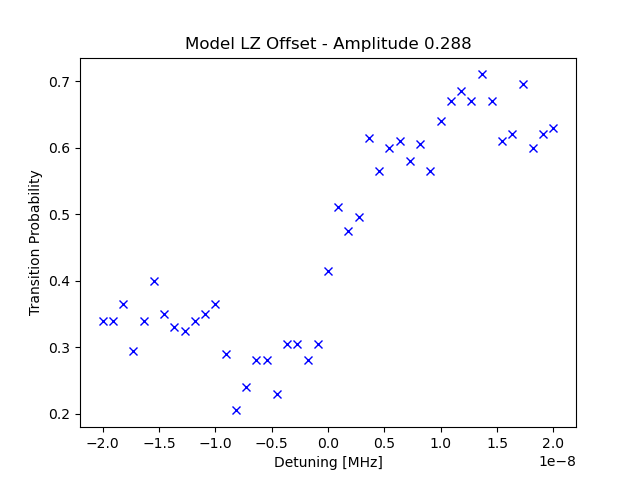 Model LZ Offset - Amplitude 0.288
Transition Probability
0.7
0.6
0.5
0.4
0.3
0.2
−2.0 −1.5 −1.0 −0.5 0.0 0.5 1.0 1.5 2.0
1e−8
Detuning [MHz]